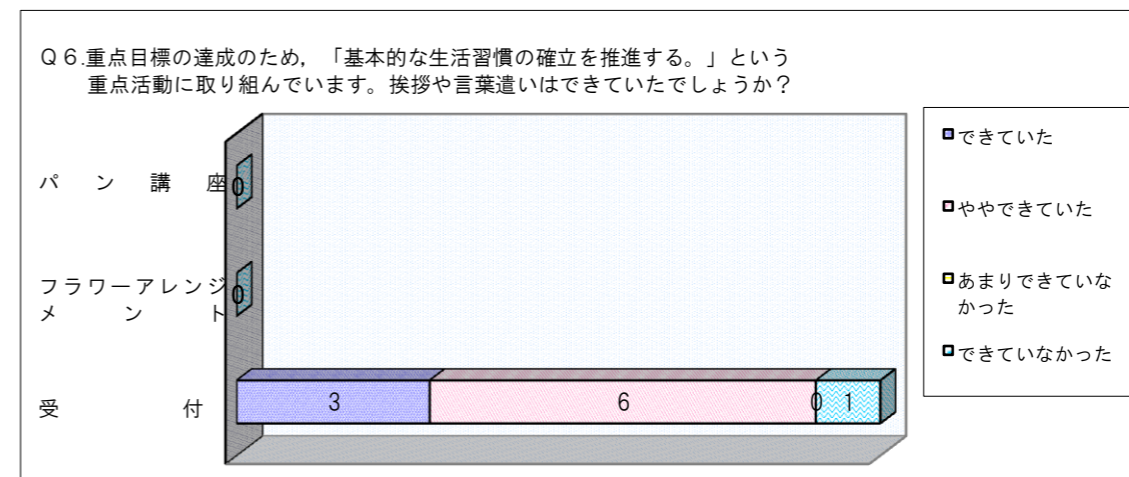 Q6.重点目標の達成のため,「基本的な生活習慣の確立を推進する。」という
重点活動に取り組んでいます。挨拶や言葉遣いはできていたでしょうか?
パン講座
0
フラワーアレンジ
メント
0
受付
3 6 0 1
できていた
ややできていた
あまりできていな
かった
できていなかった